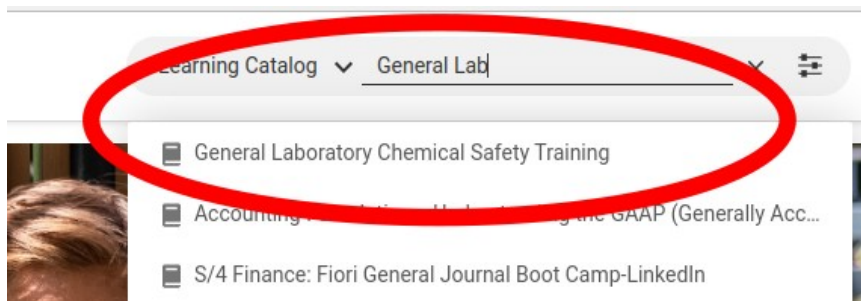 Learning Catalog General Lab
General Laboratory Chemical Safety Training
Accounting the GAAP (Generally Acc...
S/4 Finance: Fiori General Journal Boot Camp-LinkedIn